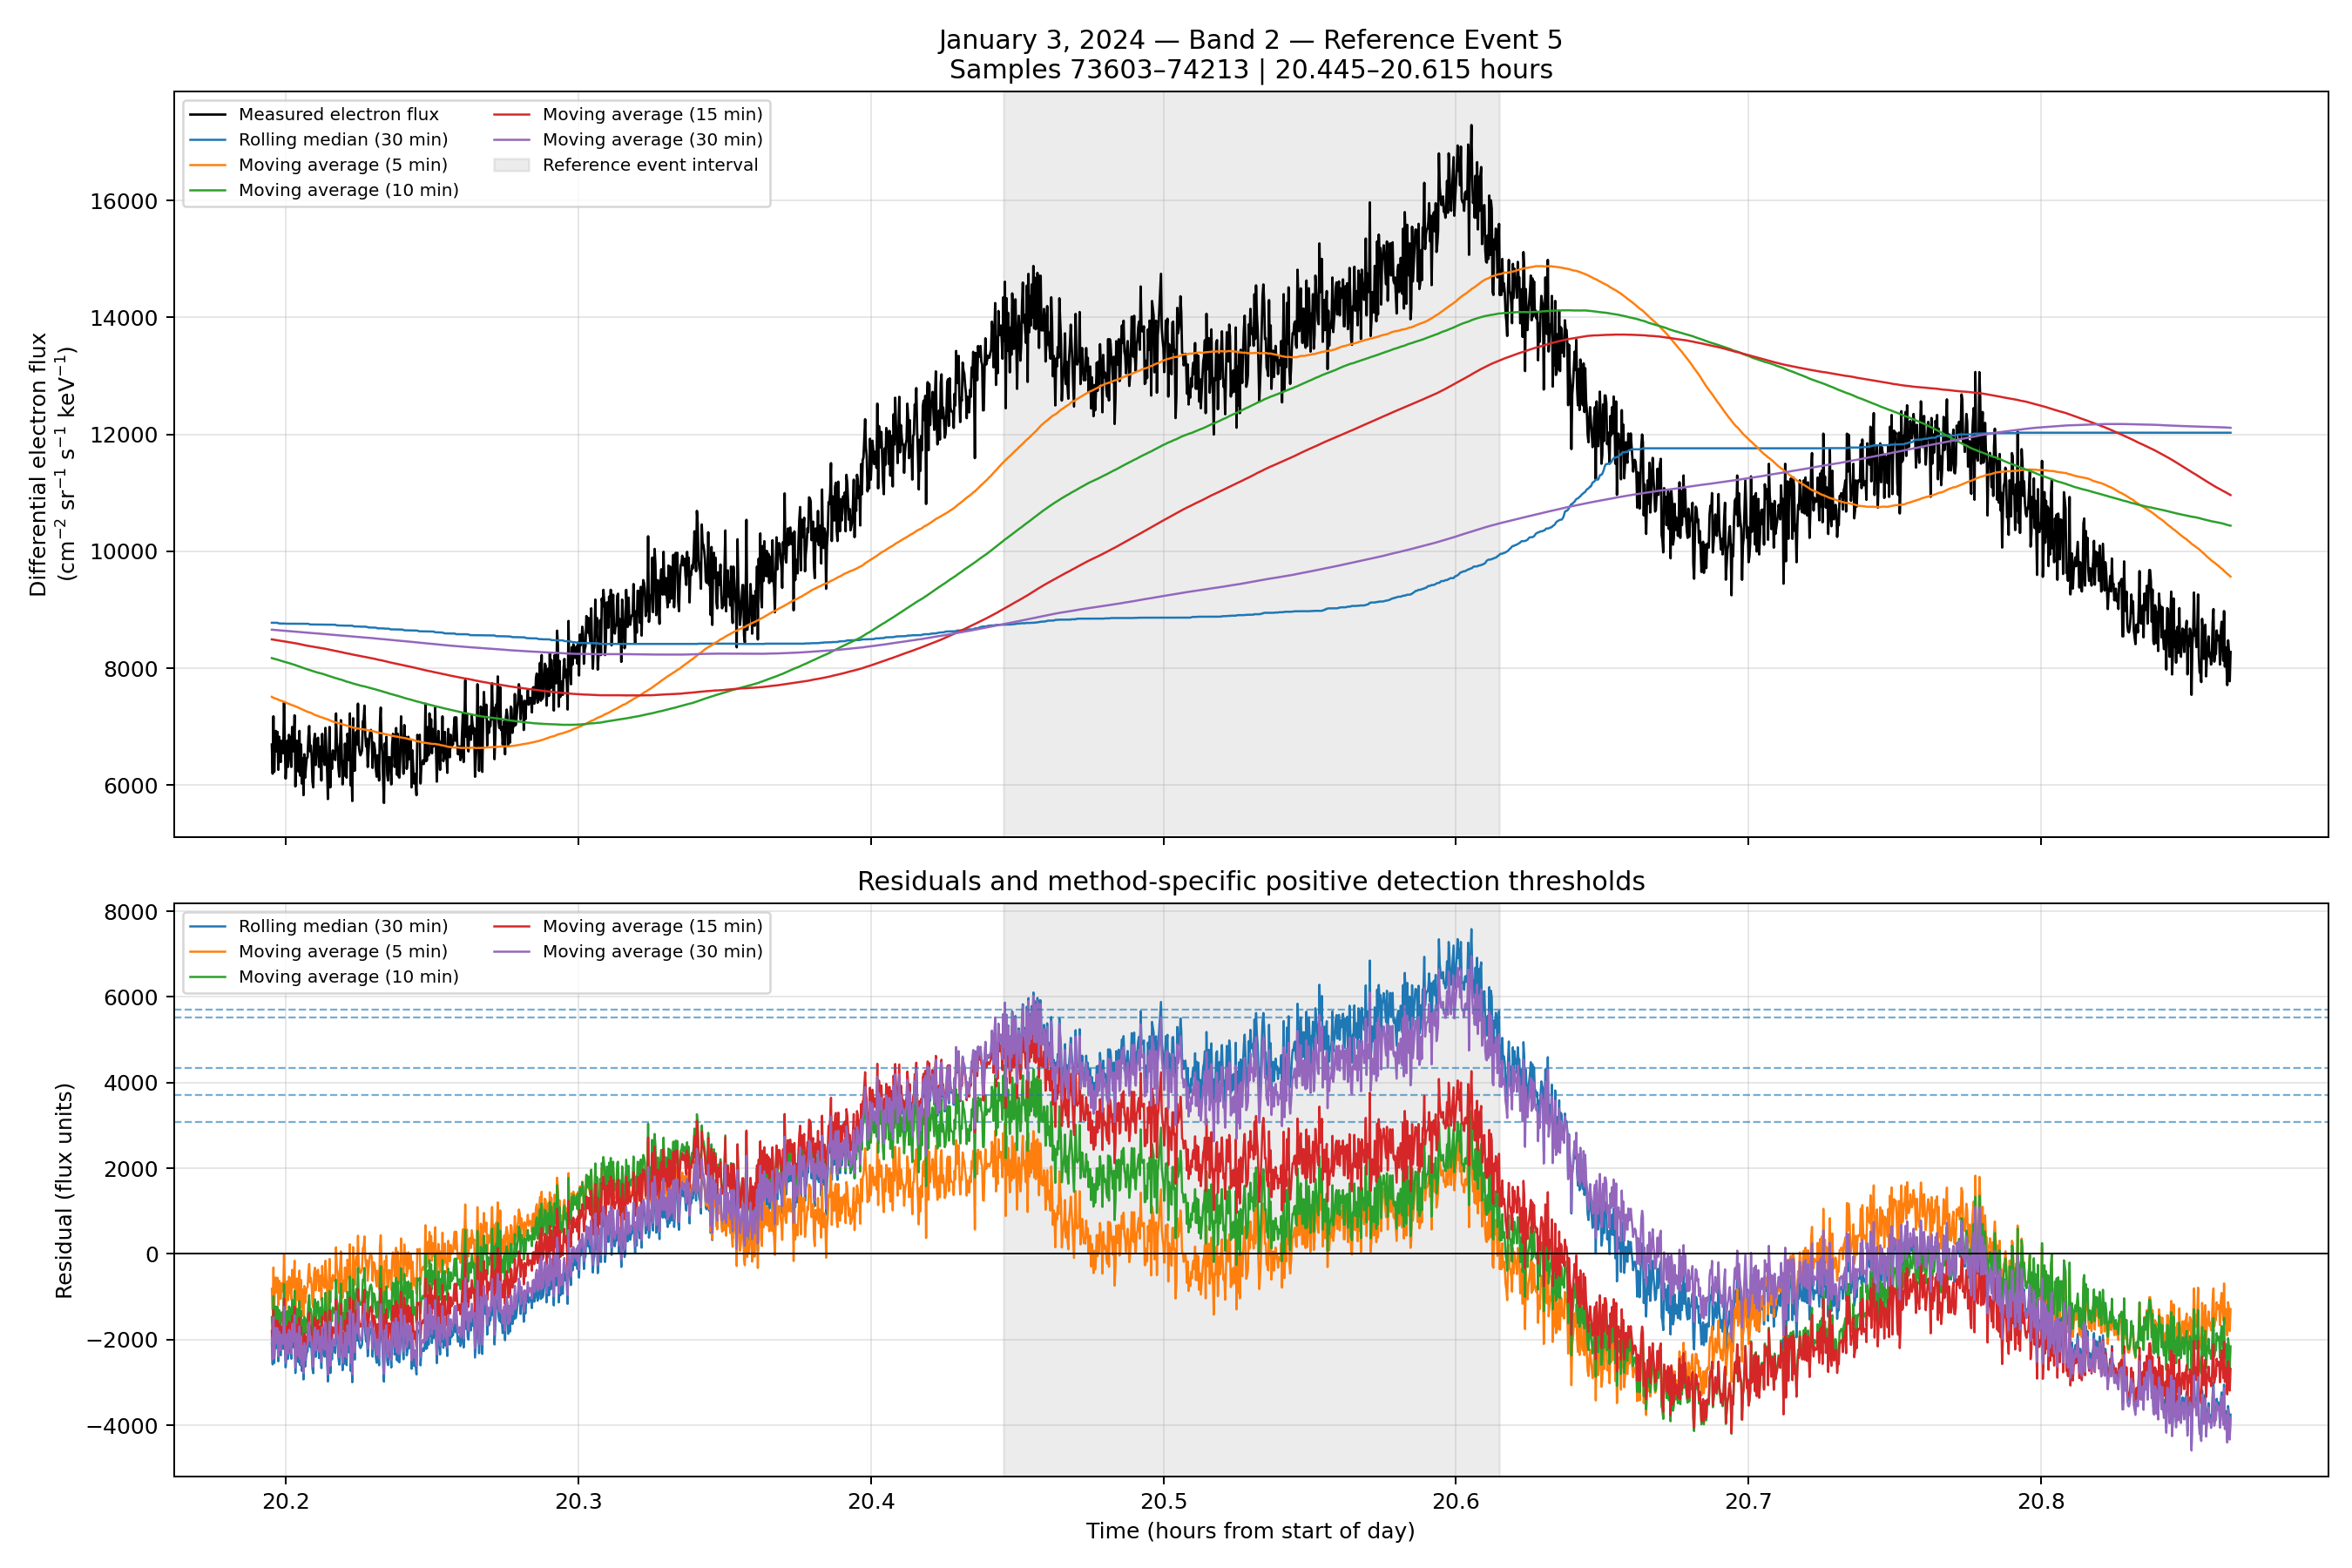 January 3, 2024 — Band 2 — Reference Event 5
Samples 73603–74213 | 20.445–20.615 hours
Measured electron flux
Rolling median (30 min)
Moving average (5 min)
Moving average (10 min)
Moving average (15 min)
Moving average (30 min)
Reference event interval
Differential electron flux
(cm⁻² sr⁻¹ s⁻¹ keV⁻¹)
16000
14000
12000
10000
8000
6000
Residuals and method-specific positive detection thresholds
Rolling median (30 min)
Moving average (5 min)
Moving average (10 min)
Moving average (15 min)
Moving average (30 min)
Residual (flux units)
8000
6000
4000
2000
0
−2000
−4000
20.2 20.3 20.4 20.5 20.6 20.7 20.8
Time (hours from start of day)